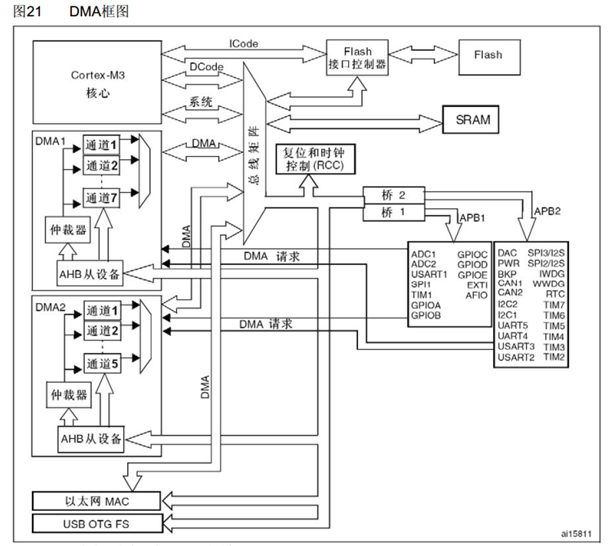 图21 DMA框图
ICode
Cortex-M3
核心
DCode
系统
Flash
接口控制器
Flash
SRAM
总线矩阵
DMA
复位和时钟
控制(RCC)
DMA1
通道1
通道2
通道7
仲裁器
AHB从设备
DMA
桥 2
桥 1
APB1
APB2
DMA 请求
ADC1 GPIOC
ADC2 GPIOD
USART1 GPIOE
SPI1 EXTI
TIM1 AFIO
GPIOA
GPIOB
DAC SPI3/I2S
PWR SPI2/I2S
BKP IWDG
CAN1 WWDG
CAN2 RTC
I2C2 TIM7
I2C1 TIM6
UART5 TIM5
UART4 TIM4
USART3 TIM3
USART2 TIM2
DMA2
通道1
通道2
通道5
仲裁器
AHB从设备
DMA 请求
DMA
以太网 MAC
USB OTG FS
ai15811